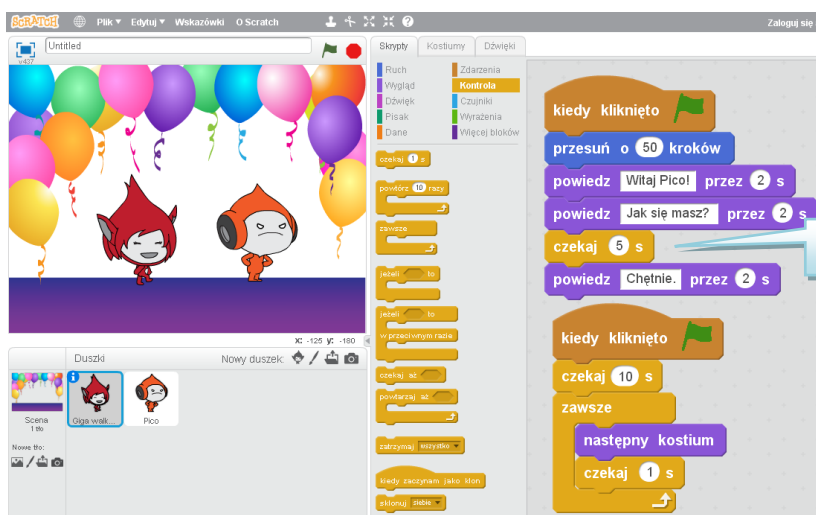 SCRATCH Plik ▼ Edytuj ▼ Wskazówki O Scratch Zaloguj się
Untitled
v437
Skrypty Kostiumy Dźwięki
Ruch Zdarzenia
Wygląd Kontrola
Dźwięk Czujniki
Pisak Wyrażenia
Dane Więcej bloków
czekaj 1 s
powtórz 10 razy
zawsze
jeżeli to
jeżeli to
w przeciwnym razie
czekaj aż
powtarzaj aż
zatrzymaj wszystko
kiedy zaczynam jako klon
sklonuj siebie
kiedy kliknięto
przesuń o 50 kroków
powiedz Witaj Pico! przez 2 s
powiedz Jak się masz? przez 2 s
czekaj 5 s
powiedz Chętnie. przez 2 s
kiedy kliknięto
czekaj 10 s
zawsze
następny kostium
czekaj 1 s
x: -125 y: -180
Duszki Nowy duszek:
Scena
1 tło
Nowe tło:
Giga walk...
Pico